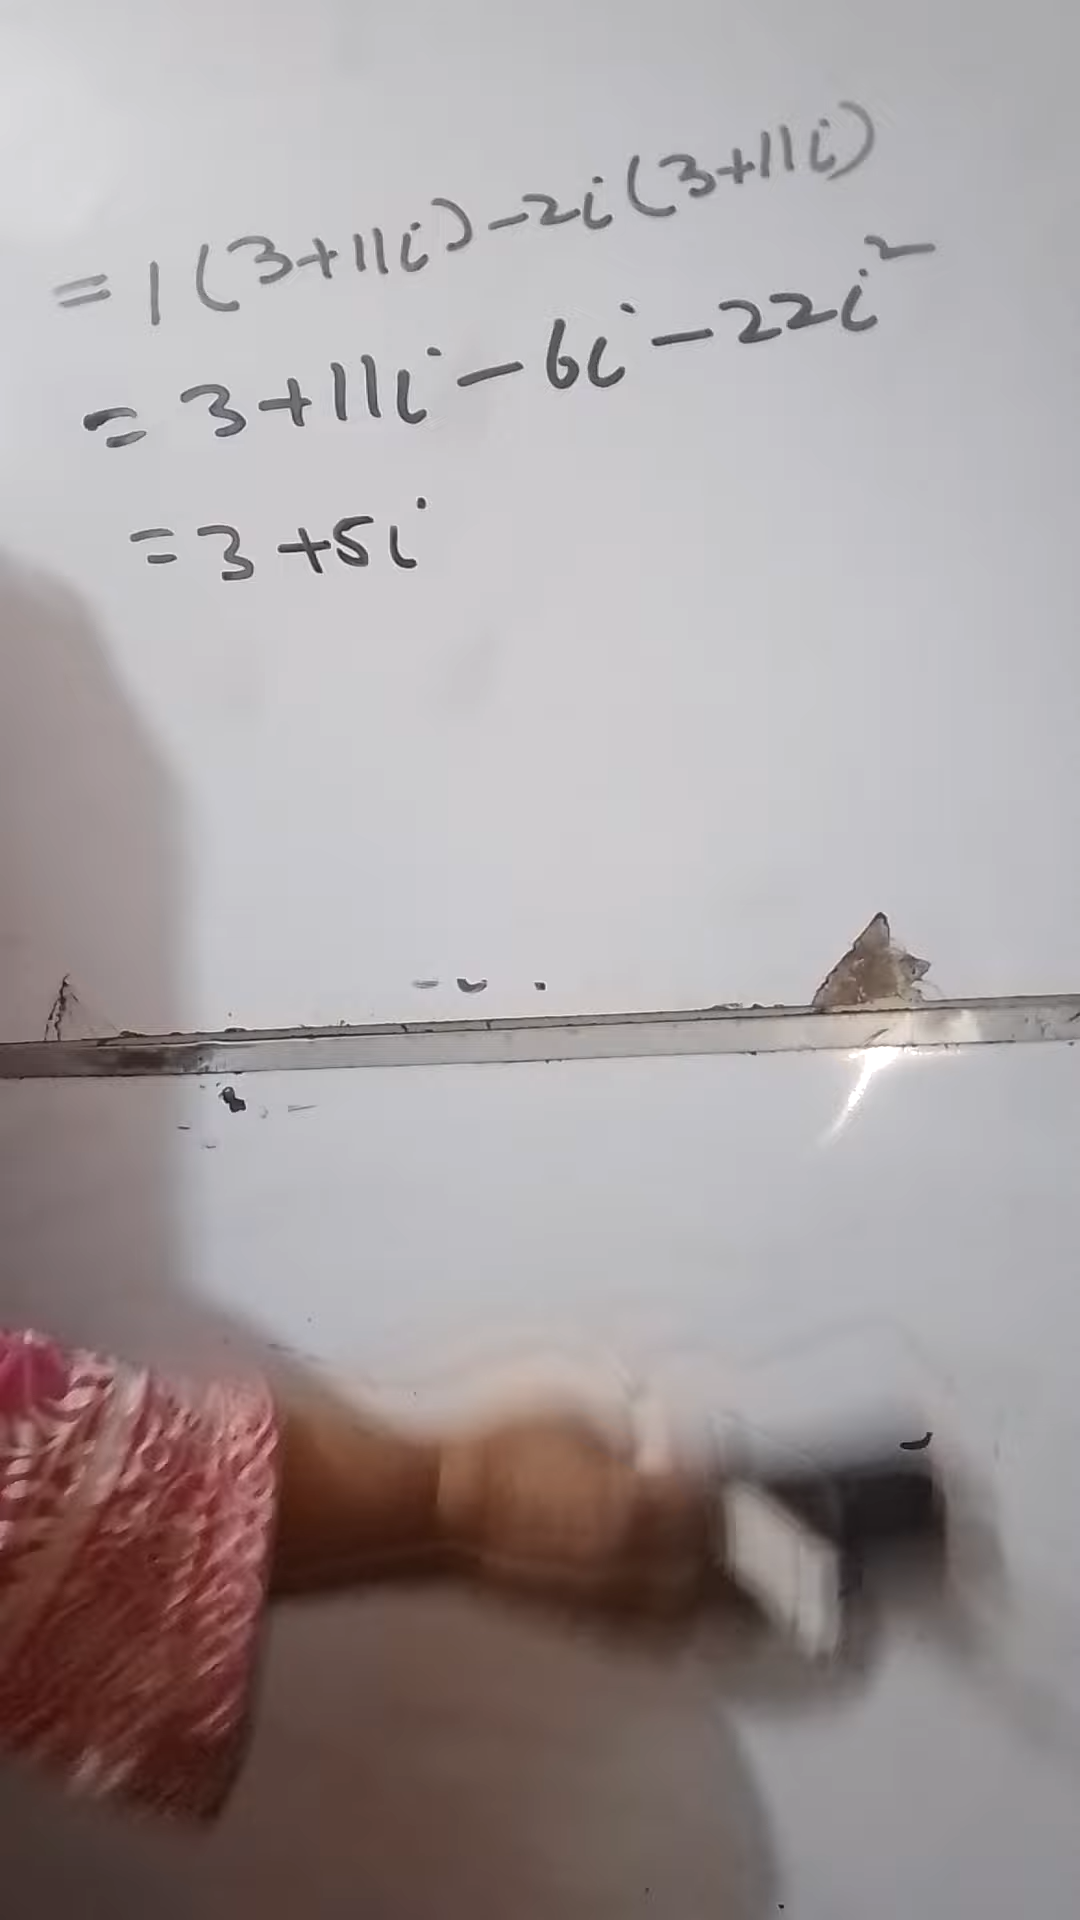 = 1(3+11i)-2i(3+11i)
= 3+11i-6i-22i²
= 3+5i